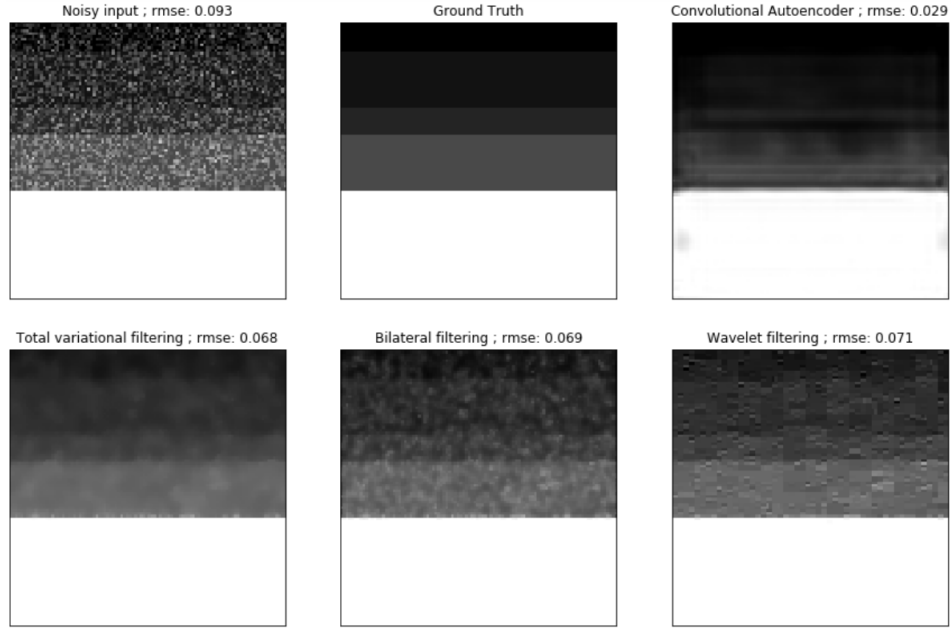 Noisy input ; rmse: 0.093
Ground Truth
Convolutional Autoencoder ; rmse: 0.029
Total variational filtering ; rmse: 0.068
Bilateral filtering ; rmse: 0.069
Wavelet filtering ; rmse: 0.071